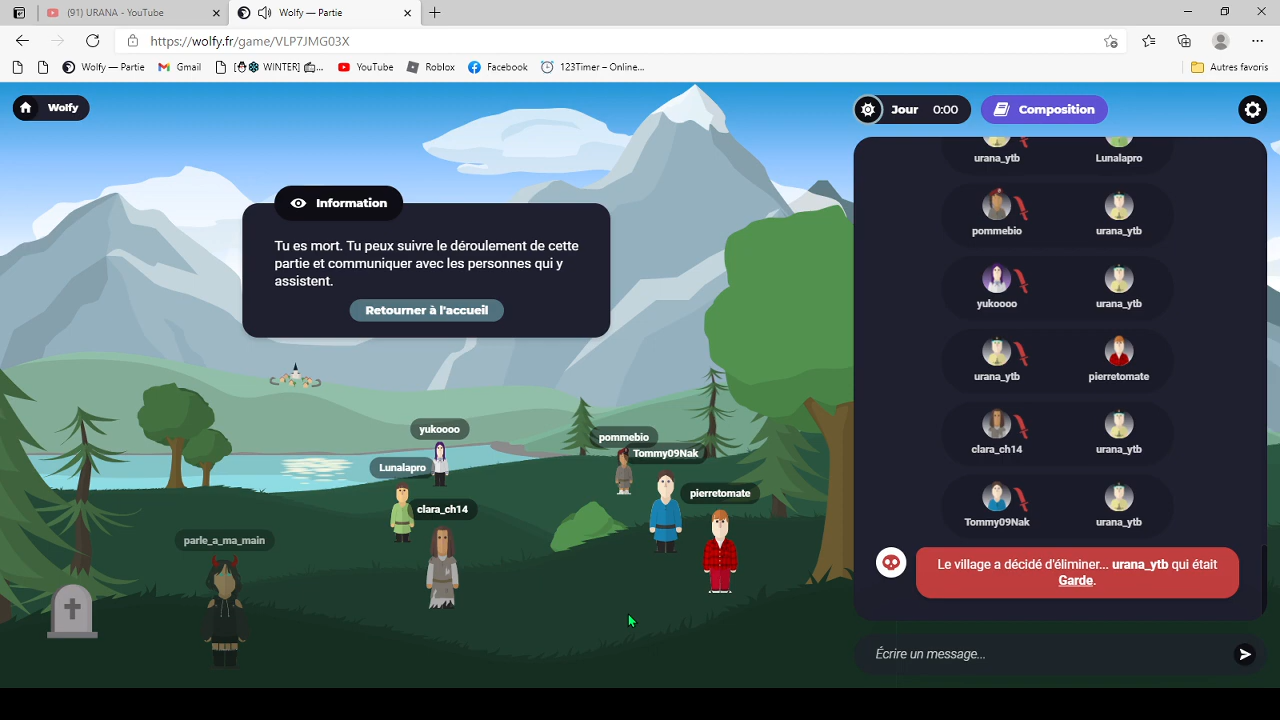 (91) URANA - YouTube
Wolfy — Partie
https://wolfy.fr/game/VLP7JMG03X
Wolfy — Partie
Gmail
WINTER]
YouTube
Roblox
Facebook
123Timer – Online...
Autres favoris
Wolfy
Jour 0:00
Composition
Information
Tu es mort. Tu peux suivre le déroulement de cette
partie et communiquer avec les personnes qui y
assistent.
Retourner à l'accueil
yukoooo
Lunalapro
clara_ch14
parle_a_ma_main
pommebio
Tommy09Nak
pierretomate
urana_ytb Lunalapro
pommebio urana_ytb
yukoooo urana_ytb
urana_ytb pierretomate
clara_ch14 urana_ytb
Tommy09Nak urana_ytb
Le village a décidé d'éliminer... urana_ytb qui était
Garde.
Écrire un message...